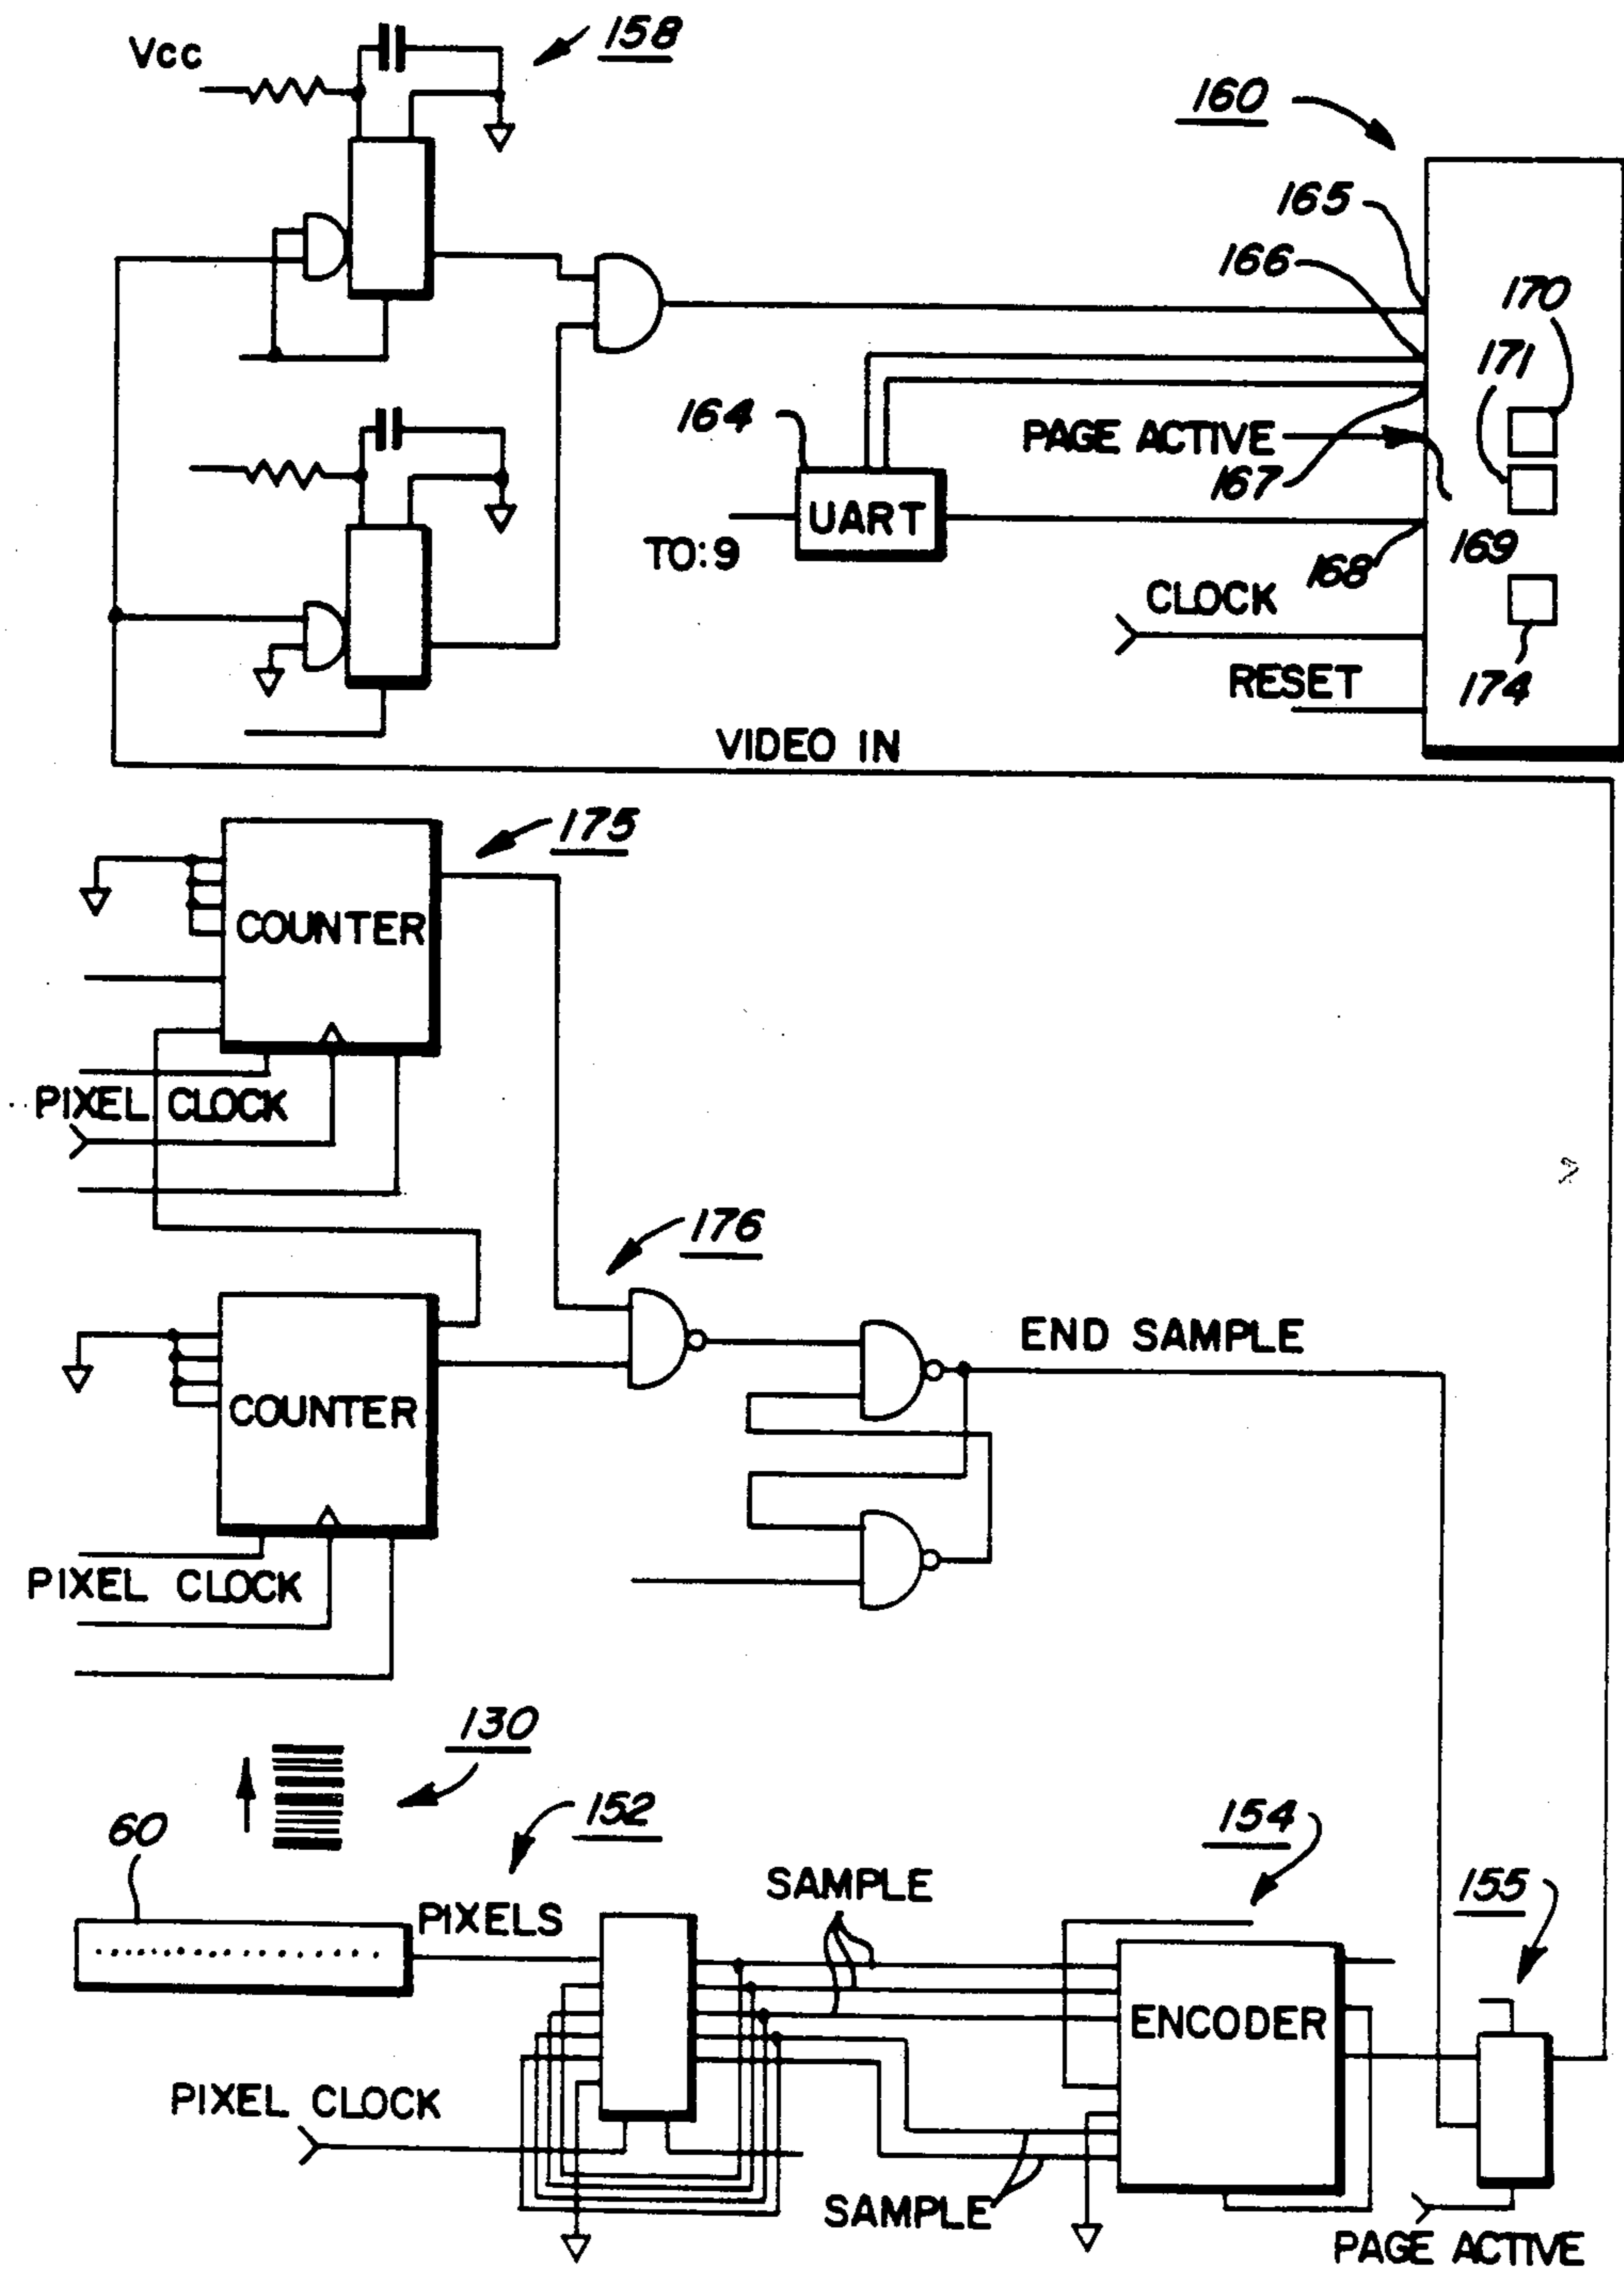 158
Vcc
160
165
166
170
171
164
PAGE ACTIVE
167
UART
TO:9
168
169
CLOCK
RESET
174
VIDEO IN
175
COUNTER
PIXEL CLOCK
176
END SAMPLE
COUNTER
PIXEL CLOCK
130
152
154
60
SAMPLE
155
PIXELS
ENCODER
PIXEL CLOCK
SAMPLE
PAGE ACTIVE